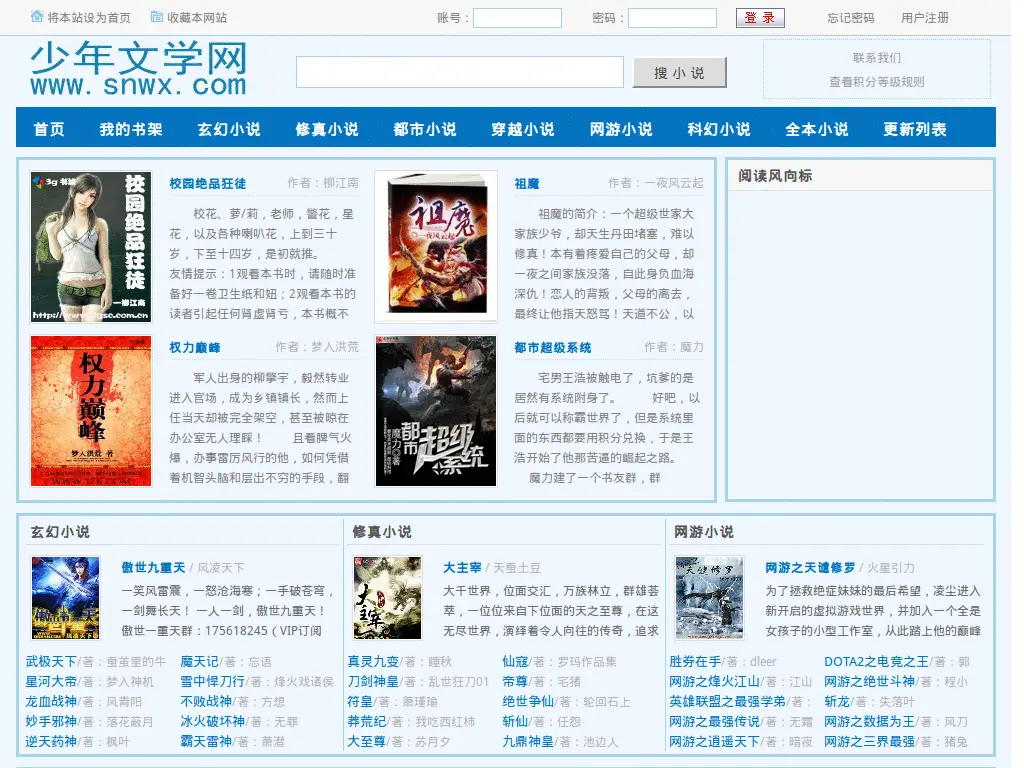 将本站设为首页 收藏本网站 账号： 密码： 登 录 忘记密码 用户注册
少年文学网
www. snwx. com
搜 小 说
联系我们
查看积分等级规则
首页 我的书架 玄幻小说 修真小说 都市小说 穿越小说 网游小说 科幻小说 全本小说 更新列表
校园绝品狂徒 作者：柳江南
校花、萝/莉，老师，警花，星
花，以及各种喇叭花，上到三十
岁，下至十四岁，是初就推。
友情提示：1观看本书时，请随时准
备好一卷卫生纸和妞；2观看本书的
读者引起任何肾虚肾亏，本书概不
3g 书城
校园绝品狂徒
祖魔 作者：一夜风云起
祖魔的简介：一个超级世家大
家族少爷，却天生丹田堵塞，难以
修真！本有着疼爱自己的父母，却
一夜之间家族没落，自此身负血海
深仇！恋人的背叛，父母的离去，
最终让他指天怒骂！天道不公，以
祖魔
阅读风向标
权力巅峰 作者：梦入洪荒
军人出身的柳擎宇，毅然转业
进入官场，成为乡镇镇长，然而上
任当天却被完全架空，甚至被晾在
办公室无人理睬！ 且看脾气火
爆，办事雷厉风行的他，如何凭借
着机智头脑和层出不穷的手段，翻
权力巅峰
梦入洪荒 著
都市超级系统 作者：魔力
宅男王浩被触电了，坑爹的是
居然有系统附身了。 好吧，以
后就可以称霸世界了，但是系统里
面的东西都要用积分兑换，于是王
浩开始了他那苦逼的崛起之路。
魔力建了一个书友群，群
都市超级系统
玄幻小说
傲世九重天 / 风凌天下
一笑风雷震，一怒沧海寒；一手破苍穹，
一剑舞长天！ 一人一剑，傲世九重天！
傲世一重天群：175618245 ( VIP订阅
武极天下/著：蚕茧里的牛 魔天记/著：忘语
星河大帝/著：梦入神机 雪中悍刀行/著：烽火戏诸侯
龙血战神/著：风青阳 不败战神/著：方想
妙手邪神/著：落花蔽月 冰火破坏神/著：无罪
逆天药神/著：枫叶 霸天雷神/著：萧潜
修真小说
大主宰 / 天蚕土豆
大千世界，位面交汇，万族林立，群雄荟
萃，一位位来自下位面的天之至尊，在这
无尽世界，演绎着令人向往的传奇，追求
真灵九变/著：睡秋 仙寇/著：罗玛作品集
刀剑神皇/著：乱世狂刀01 帝尊/著：宅猪
符皇/著：萧瑾瑜 绝世争仙/著：轮回石上
莽荒纪/著：我吃西红柿 斩仙/著：任怨
大至尊/著：苏月夕 九鼎神皇/著：池边人
网游小说
网游之天谴修罗 / 火星引力
为了拯救绝症妹妹的最后希望，凌尘进入
新开启的虚拟游戏世界，并加入一个全是
女孩子的小型工作室，从此踏上他的巅峰
胜券在手/著：dleer DOTA2之电竞之王/著：郭
网游之烽火江山/著：江山 网游之绝世斗神/著：程小
英雄联盟之最强学弟/著： 斩龙/著：失落叶
网游之最强传说/著：无霜 网游之数据为王/著：风刀
网游之逍遥天下/著：暗夜 网游之三界最强/著：猪兔